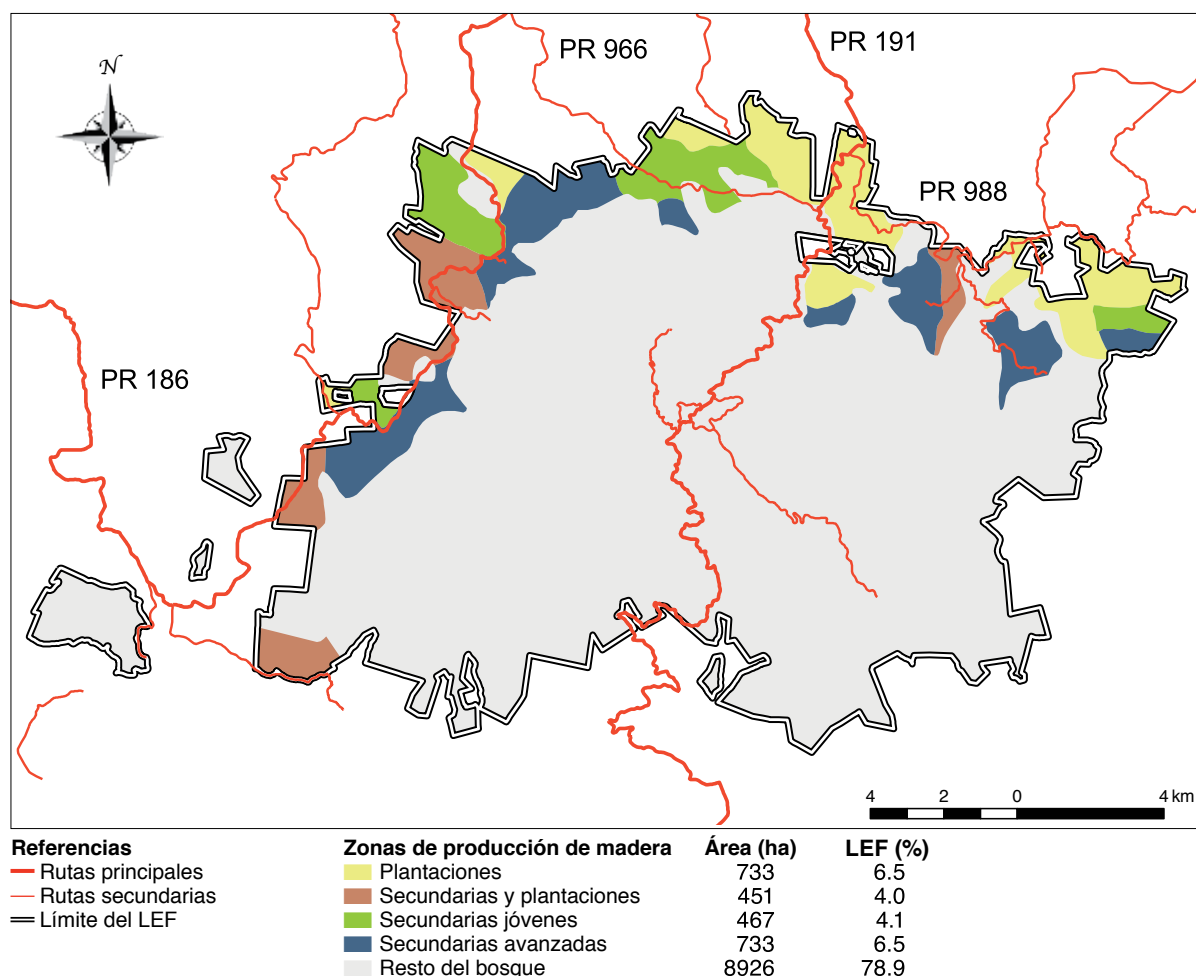 PR 966
PR 191
N
PR 988
PR 186
4 2 0 4 km
Referencias
Rutas principales
Rutas secundarias
Límite del LEF
Zonas de producción de madera Área (ha) LEF (%)
Plantaciones 733 6.5
Secundarias y plantaciones 451 4.0
Secundarias jóvenes 467 4.1
Secundarias avanzadas 733 6.5
Resto del bosque 8926 78.9